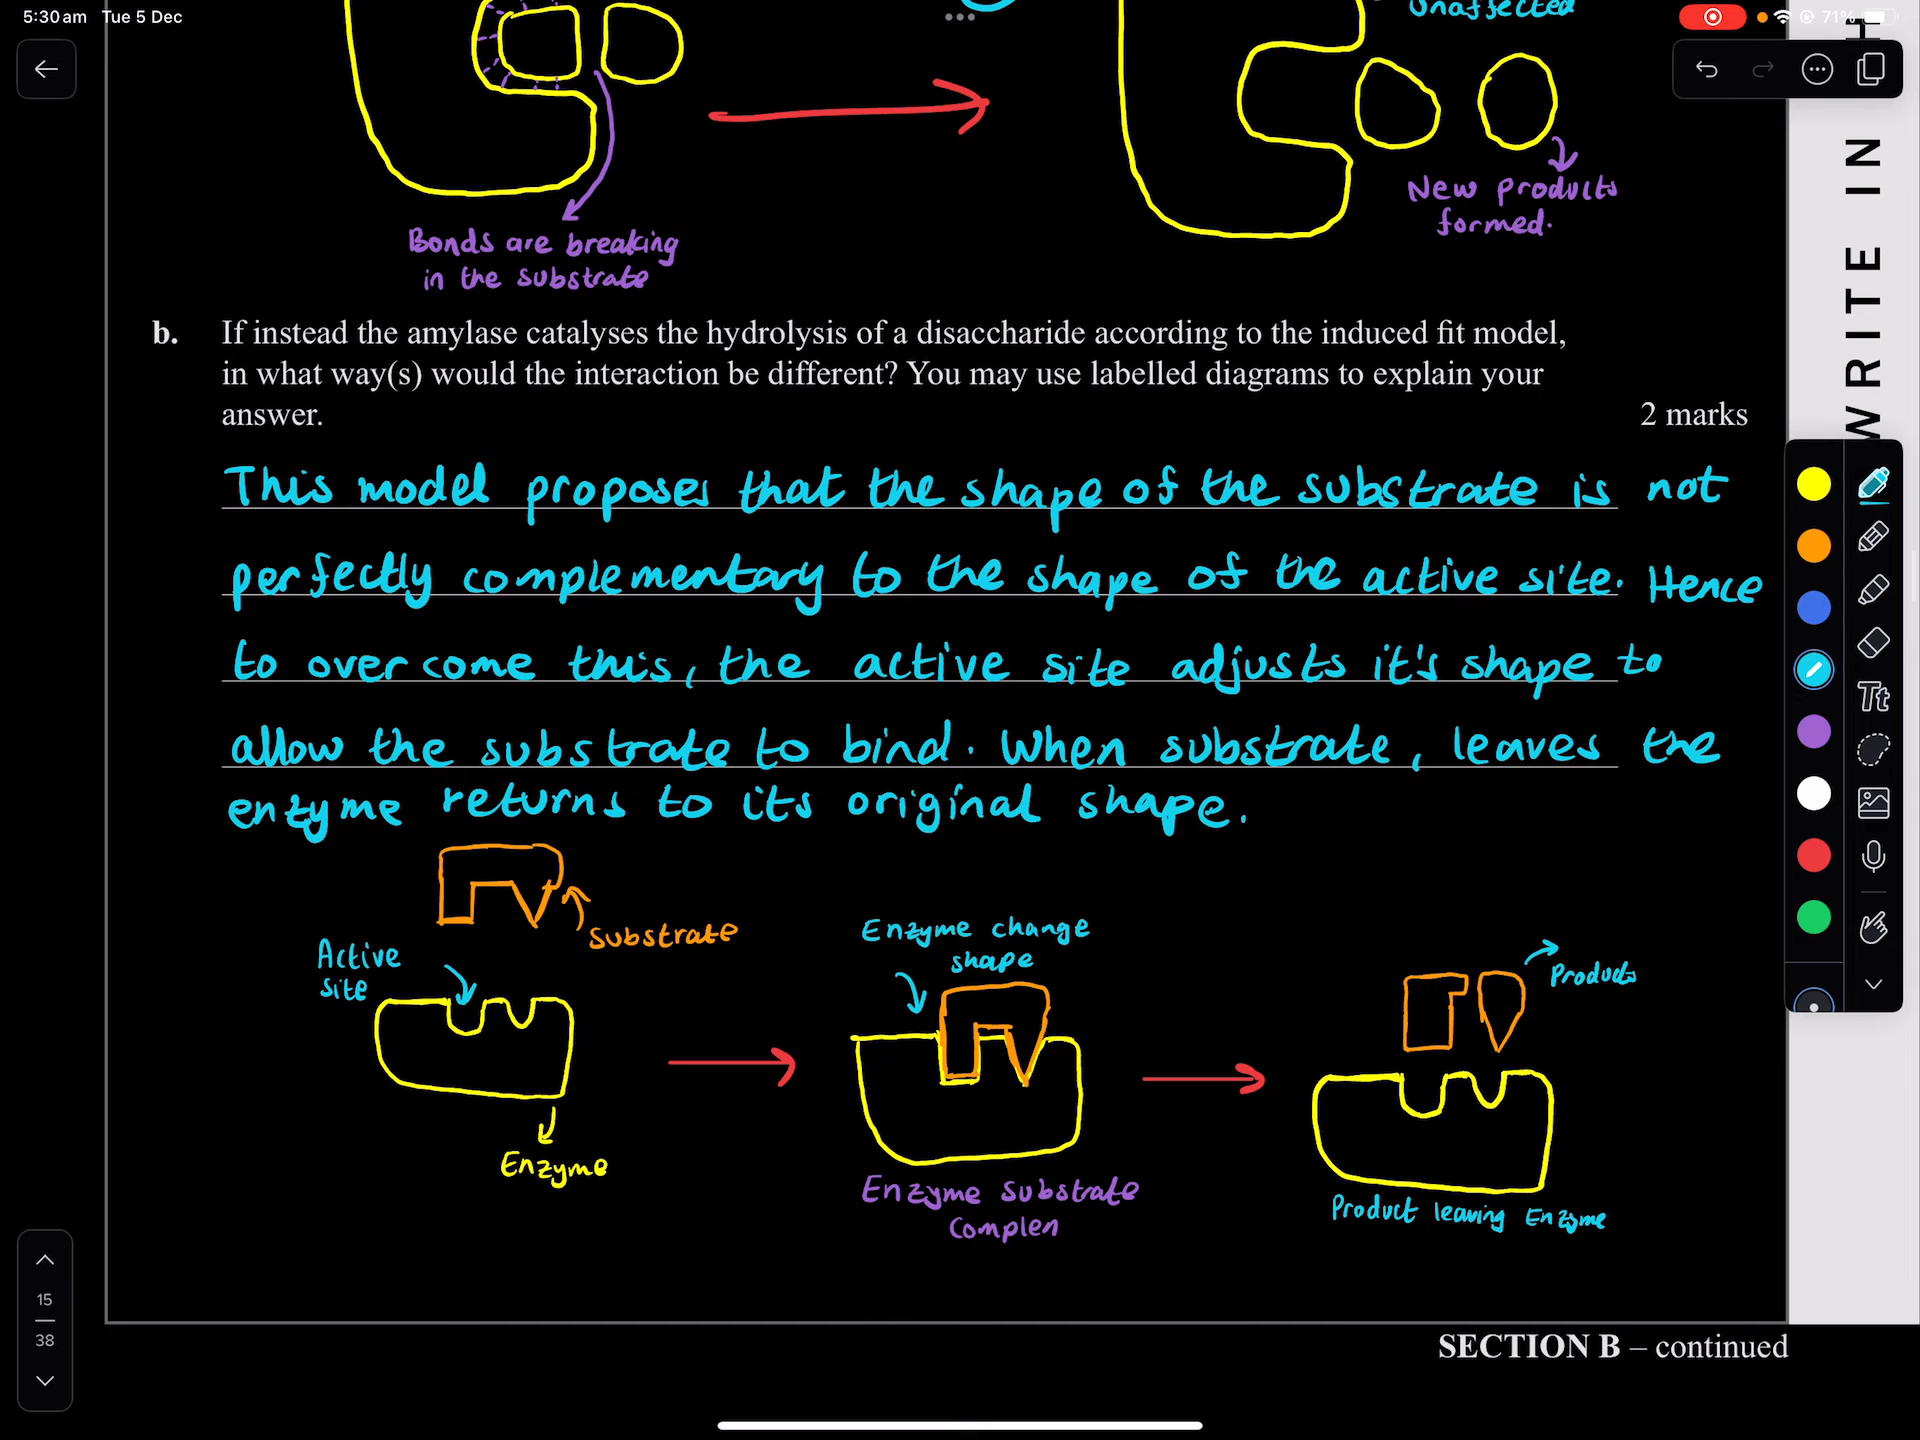 5:30 am Tue 5 Dec
71%
Unaffected
New products
formed.
Bonds are breaking
in the substrate
b. If instead the amylase catalyses the hydrolysis of a disaccharide according to the induced fit model,
in what way(s) would the interaction be different? You may use labelled diagrams to explain your
answer.
2 marks
This model proposes that the shape of the substrate is not
perfectly complementary to the shape of the active site. Hence
to overcome this, the active site adjusts it's shape to
allow the substrate to bind. When substrate, leaves the
enzyme returns to its original shape.
Substrate
Active
site
Enzyme
Enzyme change
shape
Enzyme Substrate
Complen
Products
Product leaving Enzyme
WRITE IN
Tt
15
38
SECTION B – continued